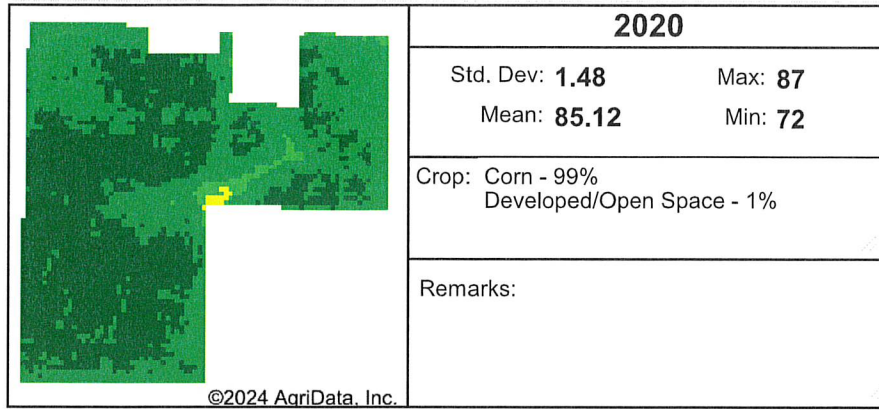 2020
Std. Dev: 1.48 Max: 87
Mean: 85.12 Min: 72
Crop: Corn - 99%
Developed/Open Space - 1%
Remarks:
©2024 AgriData, Inc.